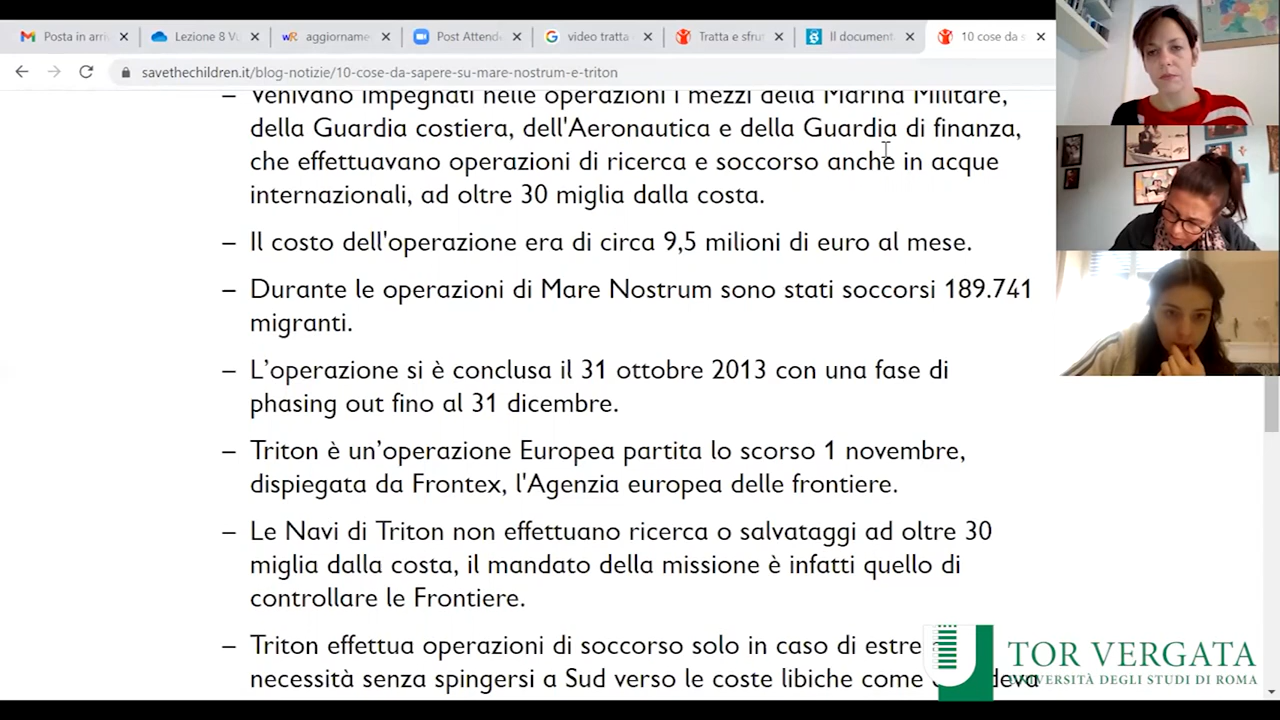 Posta in arri
Lezione 8 Vu
aggiorname
Post Attende
video tratta
Tratta e sfrut
Il document
10 cose da s
savethechildren.it/blog-notizie/10-cose-da-sapere-su-mare-nostrum-e-triton
– Venivano impegnati nelle operazioni i mezzi della Marina Militare,
della Guardia costiera, dell'Aeronautica e della Guardia di finanza,
che effettuavano operazioni di ricerca e soccorso anche in acque
internazionali, ad oltre 30 miglia dalla costa.
– Il costo dell'operazione era di circa 9,5 milioni di euro al mese.
– Durante le operazioni di Mare Nostrum sono stati soccorsi 189.741
migranti.
– L’operazione si è conclusa il 31 ottobre 2013 con una fase di
phasing out fino al 31 dicembre.
– Triton è un’operazione Europea partita lo scorso 1 novembre,
dispiegata da Frontex, l'Agenzia europea delle frontiere.
– Le Navi di Triton non effettuano ricerca o salvataggi ad oltre 30
miglia dalla costa, il mandato della missione è infatti quello di
controllare le Frontiere.
– Triton effettua operazioni di soccorso solo in caso di estre
necessità senza spingersi a Sud verso le coste libiche come
TOR VERGATA
UNIVERSITÀ DEGLI STUDI DI ROMA